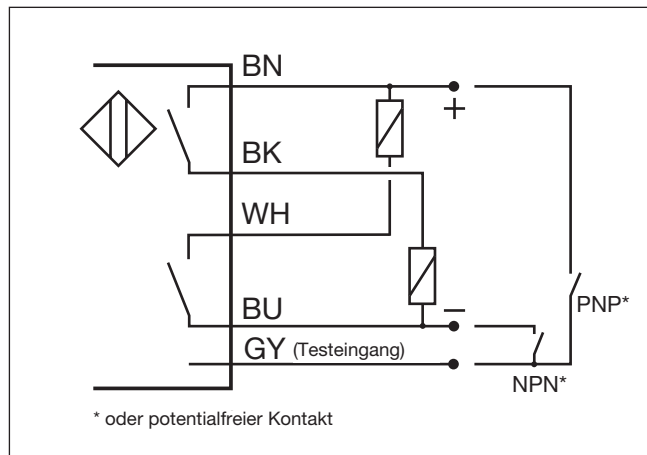 BN
+
BK
WH
BU
−
PNP*
GY (Testeingang)
NPN*
* oder potentialfreier Kontakt